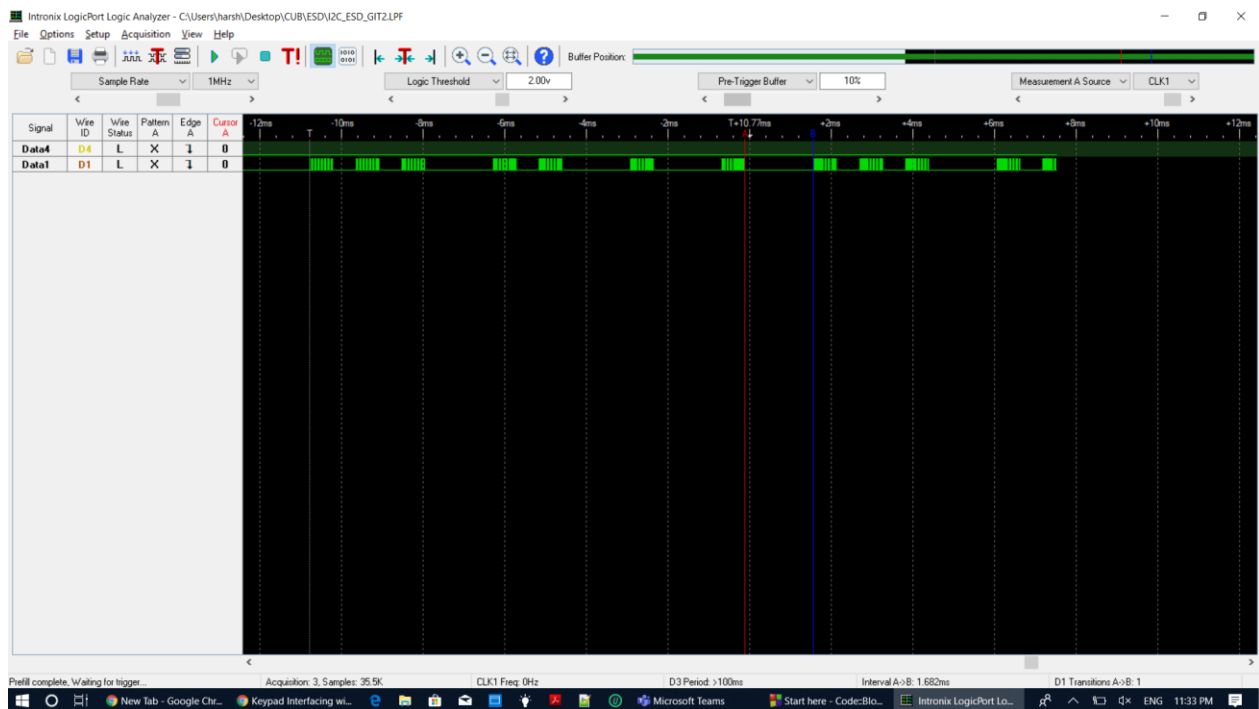 Intronix LogicPort Logic Analyzer - C:\Users\harsh\Desktop\CUB\ESD\I2C_ESD_GIT2.LPF
File Options Setup Acquisition View Help
T! Buffer Position:
Sample Rate 1MHz Logic Threshold 2.00v Pre-Trigger Buffer 10% Measurement A Source CLK1
Signal Wire ID Wire Status Pattern A Edge A Cursor A -12ms -10ms -8ms -6ms -4ms -2ms T+10.77ms +2ms +4ms +6ms +8ms +10ms +12ms
T A B
Data4 D4 L X 0
Data1 D1 L X 0
Prefill complete, Waiting for trigger... Acquisition: 3, Samples: 35.5K CLK1 Freq: 0Hz D3 Period: >100ms Interval A->B: 1.682ms D1 Transitions A->B: 1
New Tab - Google Chr... Keypad Interfacing wi... Microsoft Teams Start here - Code::Blo... Intronix LogicPort Lo... ENG 11:33 PM